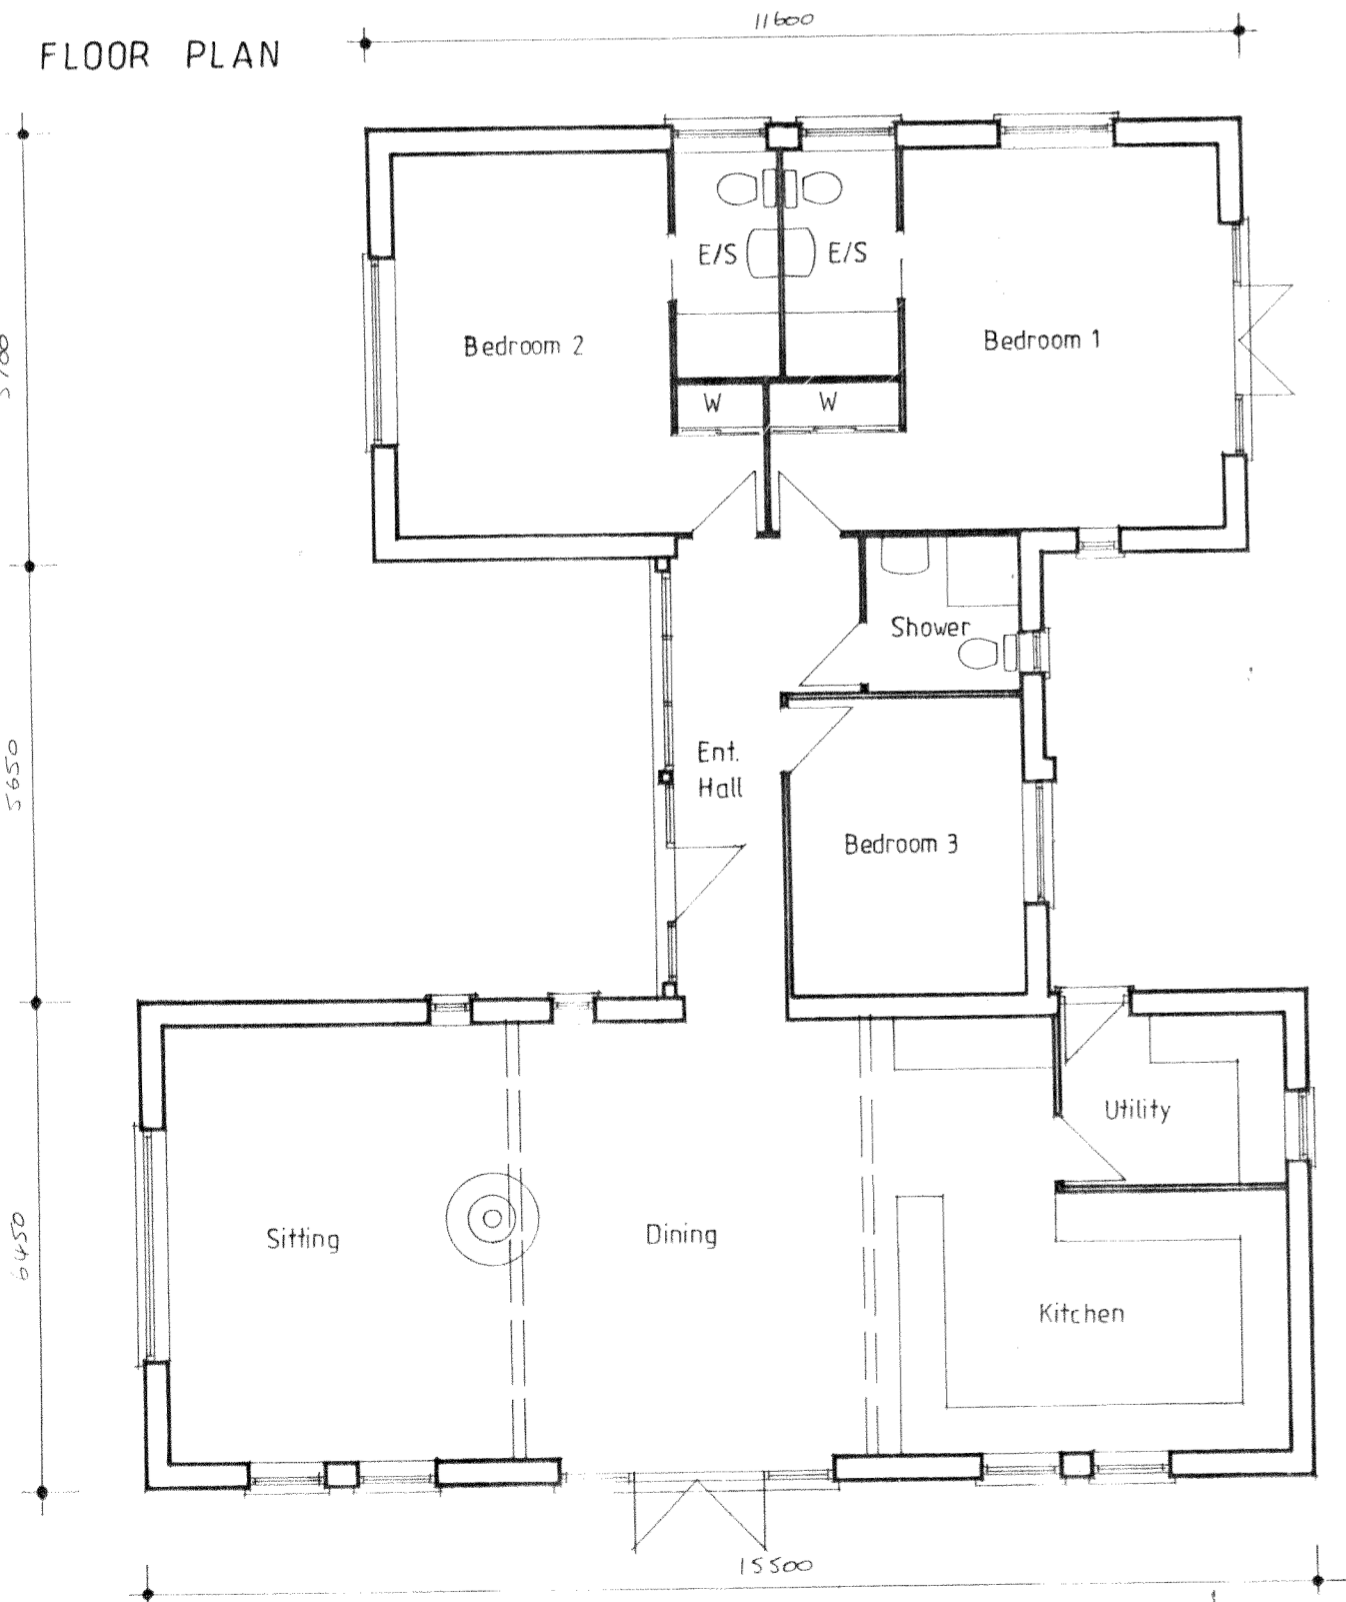 FLOOR PLAN
11600
E/S
E/S
Bedroom 2
Bedroom 1
W
W
Shower
5650
Ent.
Hall
Bedroom 3
Utility
6450
Sitting
Dining
Kitchen
15500